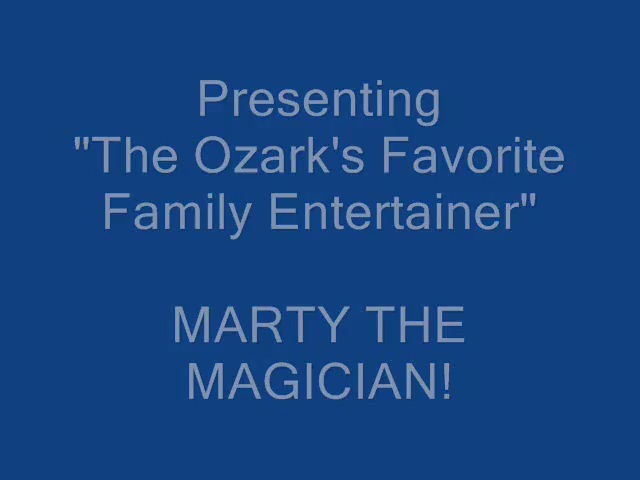 Presenting
"The Ozark's Favorite
Family Entertainer"
MARTY THE
MAGICIAN!